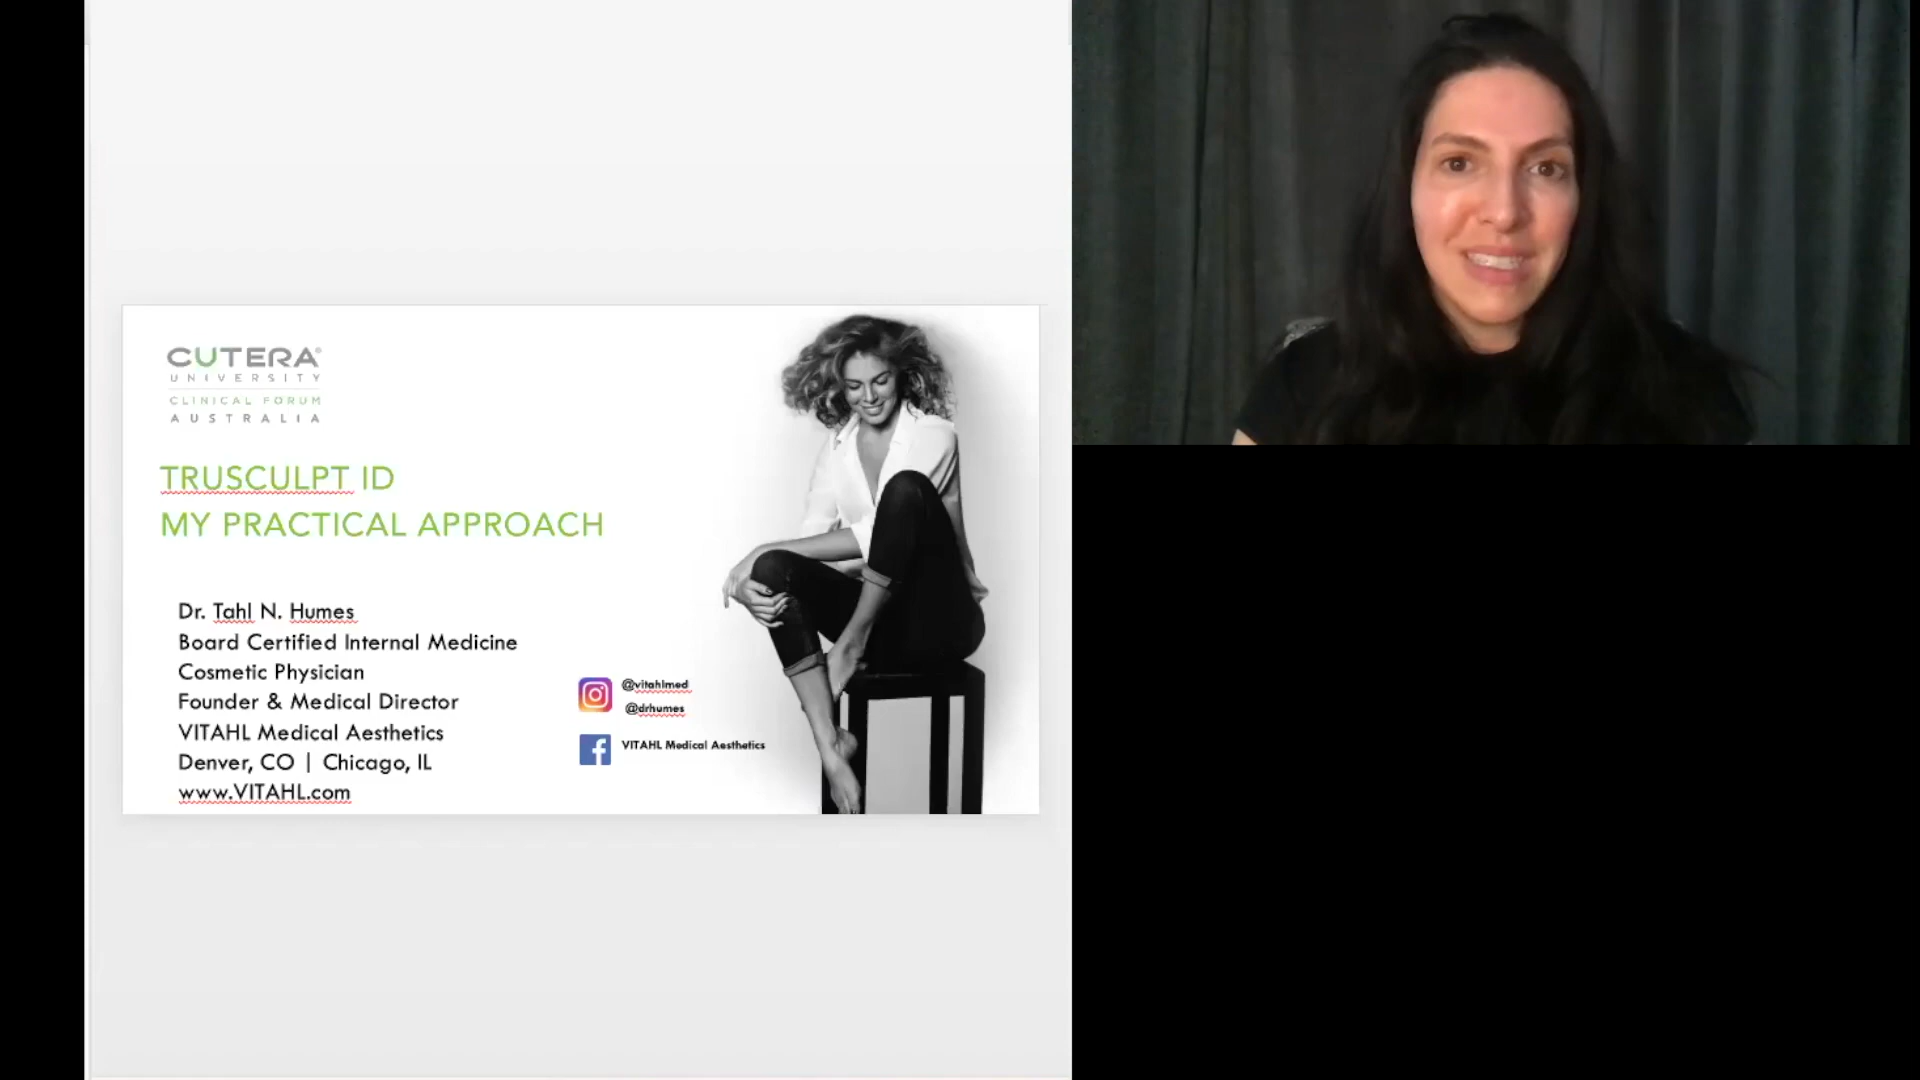 CUTERA®
UNIVERSITY
CLINICAL FORUM
AUSTRALIA
TRUSCULPT ID
MY PRACTICAL APPROACH
Dr. Tahl N. Humes
Board Certified Internal Medicine
Cosmetic Physician
Founder & Medical Director
VITAHL Medical Aesthetics
Denver, CO | Chicago, IL
www.VITAHL.com
@vitahlmed
@drhumes
VITAHL Medical Aesthetics